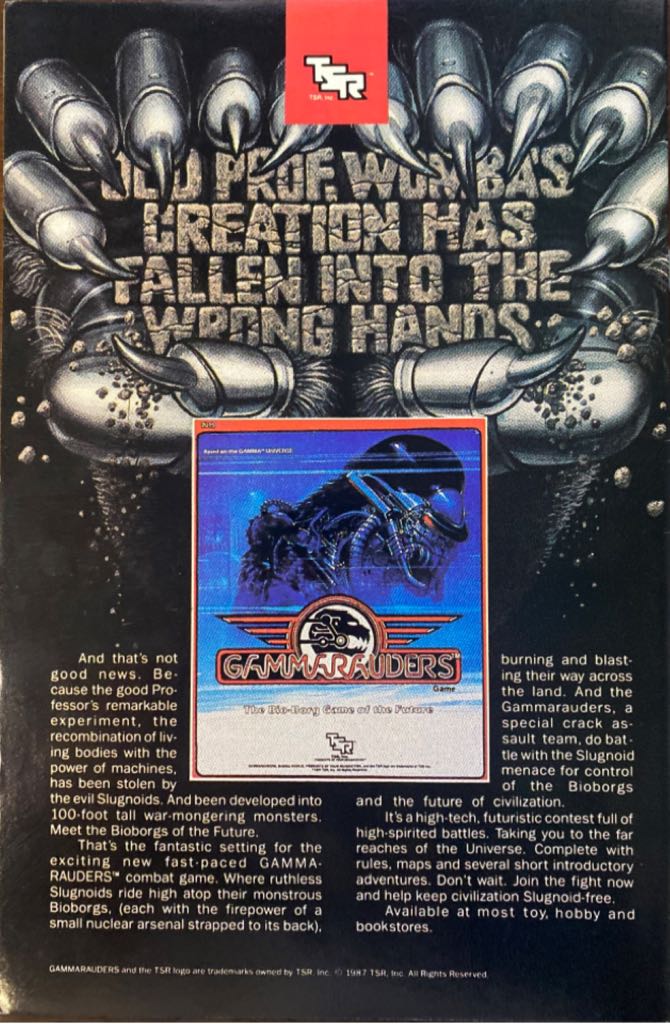 TSR™
TSR, Inc.
OLD PROF. WOMBA'S
CREATION HAS
FALLEN INTO THE
WRONG HANDS
Based on the GAMMA™ UNIVERSE
GAMMARAUDERS™
Game
The Bio-Borg Game of the Future
TSR
And that's not
good news. Be-
cause the good Pro-
fessor's remarkable
experiment, the
recombination of liv-
ing bodies with the
power of machines,
has been stolen by
the evil Slugnoids. And been developed into
100-foot tall war-mongering monsters.
Meet the Bioborgs of the Future.
That's the fantastic setting for the
exciting new fast-paced GAMMA-
RAUDERS™ combat game. Where ruthless
Slugnoids ride high atop their monstrous
Bioborgs, (each with the firepower of a
small nuclear arsenal strapped to its back),
burning and blast-
ing their way across
the land. And the
Gammarauders, a
special crack as-
sault team, do bat-
tle with the Slugnoid
menace for control
of the Bioborgs
and the future of civilization.
It's a high-tech, futuristic contest full of
high-spirited battles. Taking you to the far
reaches of the Universe. Complete with
rules, maps and several short introductory
adventures. Don't wait. Join the fight now
and help keep civilization Slugnoid-free.
Available at most toy, hobby and
bookstores.
GAMMARAUDERS and the TSR logo are trademarks owned by TSR, Inc. © 1987 TSR, Inc. All Rights Reserved.